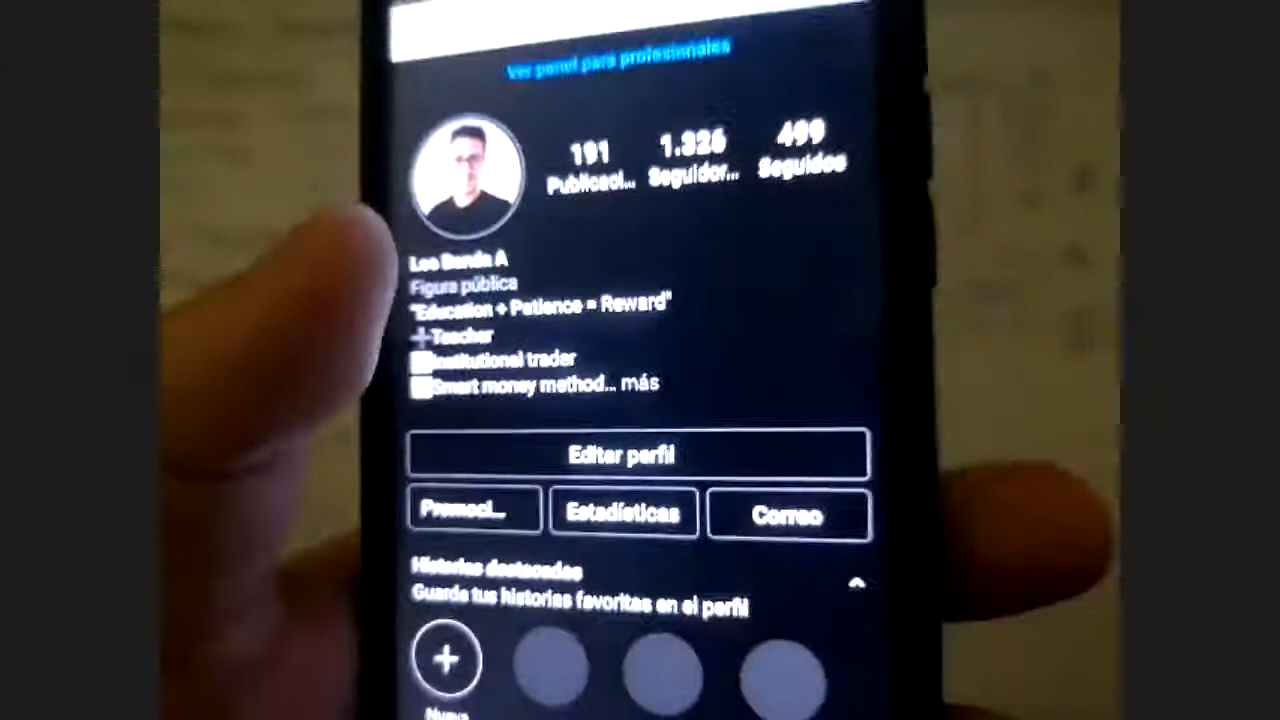 Ver panel para profesionales
191 1.326 499
Publicaci... Seguidor... Seguidos
A
Figura pública
"Education + Patience = Reward"
Teacher
Institutional trader
Smart money method... más
Editar perfil
Promoci... Estadísticas Correo
Historias destacadas
Guarda tus historias favoritas en el perfil
Nueva